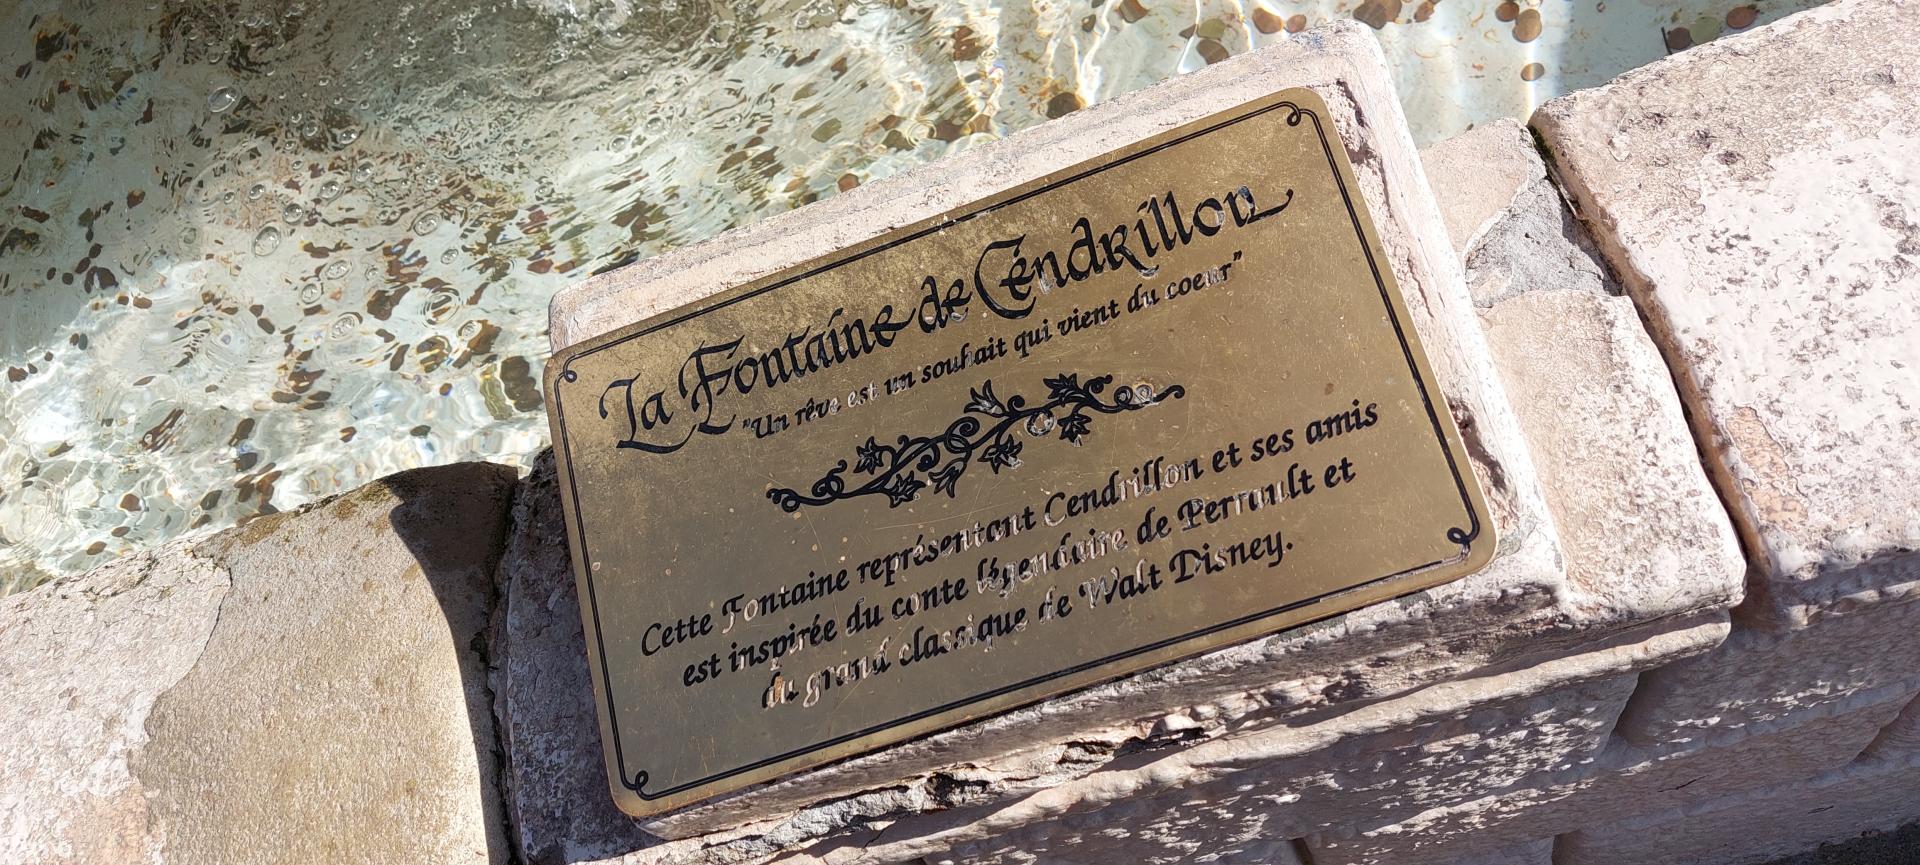 La Fontaine de Céndrillon
"Un rêve est un souhait qui vient du coeur"
Cette Fontaine représentant Cendrillon et ses amis
est inspirée du conte légendaire de Perrault et
du grand classique de Walt Disney.